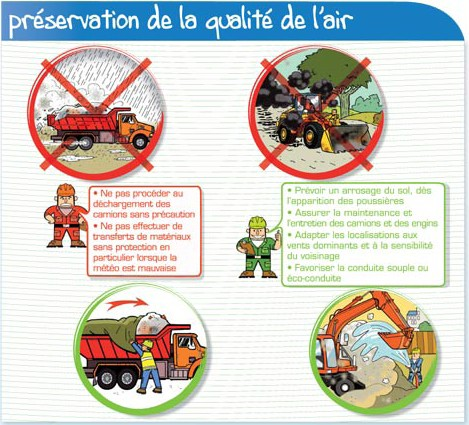 préservation de la qualité de l'air
• Ne pas procéder au
déchargement des
camions sans précaution
• Ne pas effectuer de
transferts de matériaux
sans protection en
particulier lorsque la
météo est mauvaise
• Prévoir un arrosage du sol, dès
l'apparition des poussières
• Assurer la maintenance et
l'entretien des camions et des engins
• Adapter les localisations aux
vents dominants et à la sensibilité
du voisinage
• Favoriser la conduite souple ou
éco-conduite